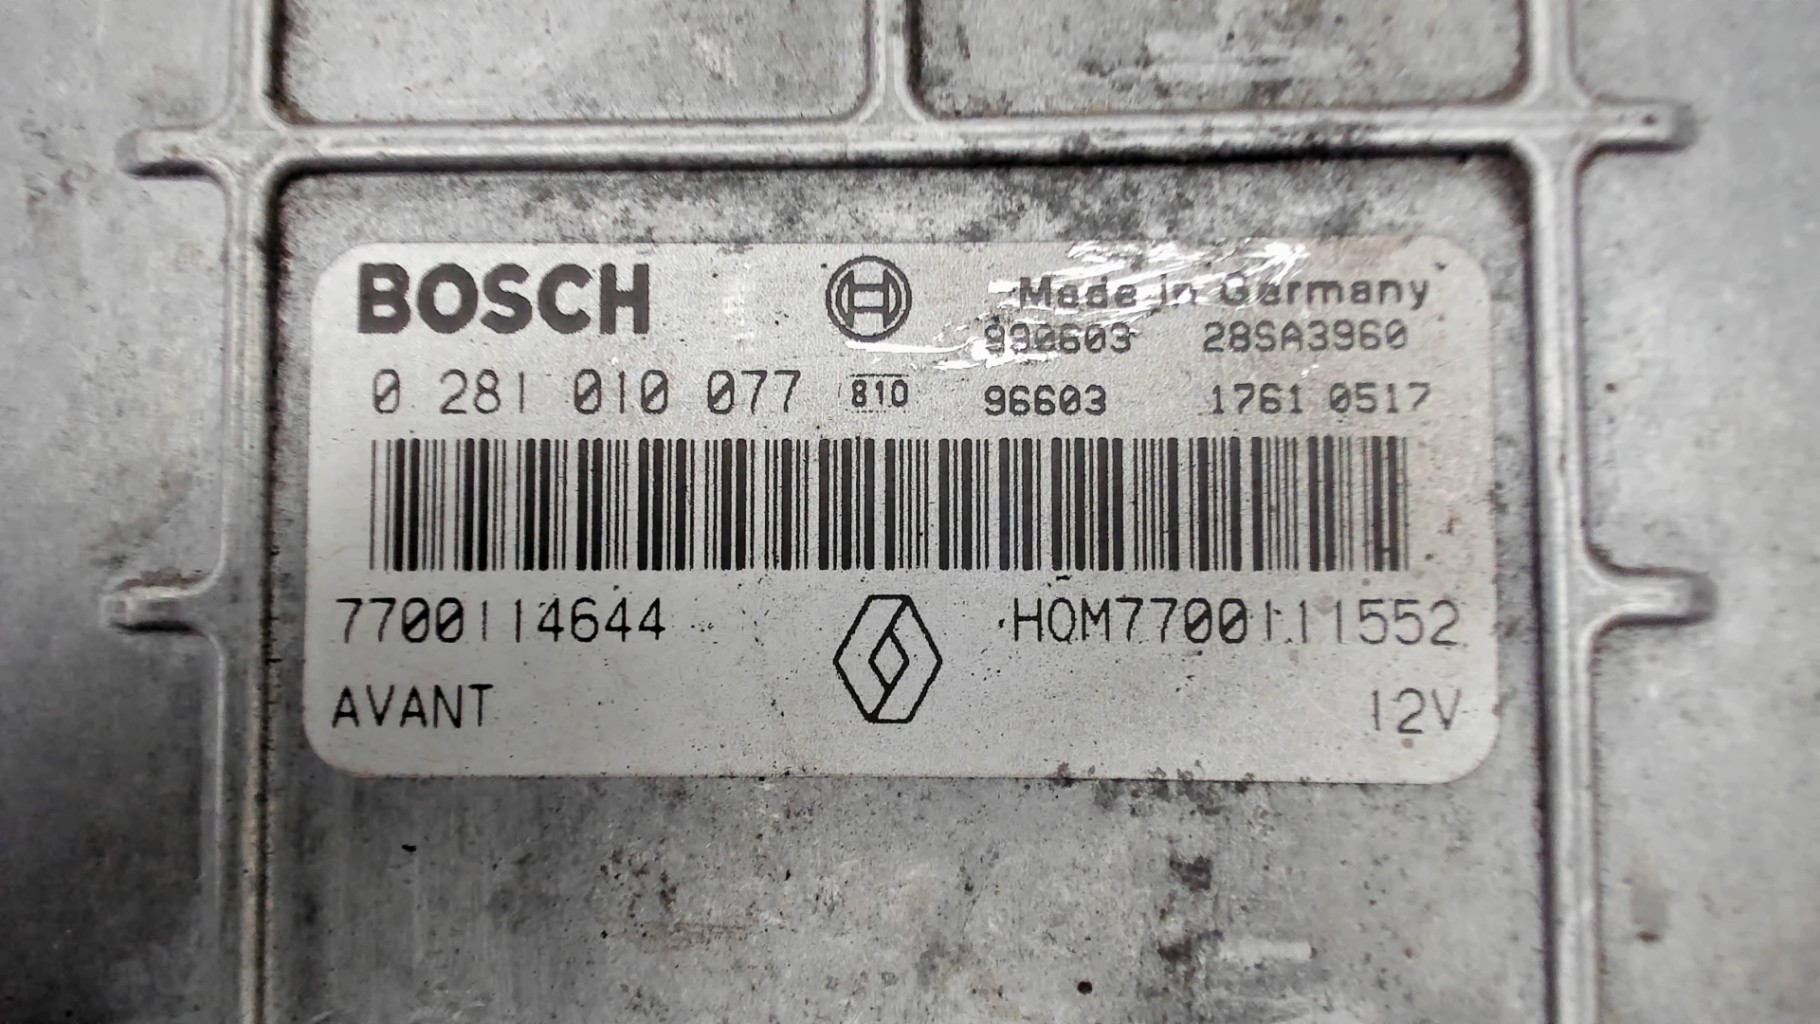 BOSCH
Made in Germany
990603 28SA3960
0 281 010 077 810 96603 1761 0517
7700114644 HOM7700111552
AVANT 12V